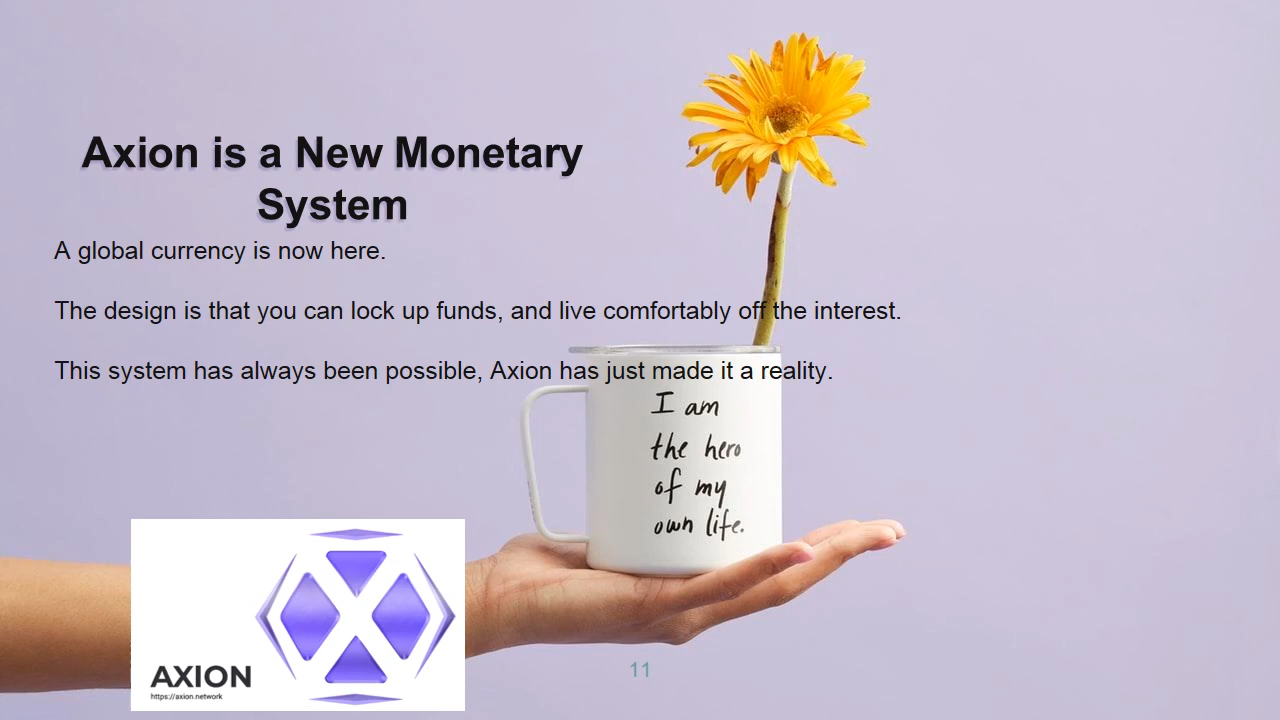 Axion is a New Monetary
System
A global currency is now here.
The design is that you can lock up funds, and live comfortably off the interest.
This system has always been possible, Axion has just made it a reality.
I am
the hero
of my
own life.
AXION
https://axion.network
11